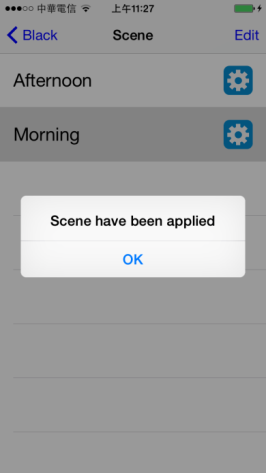 中華電信 上午11:27
Black Scene Edit
Afternoon
Morning
Scene have been applied
OK